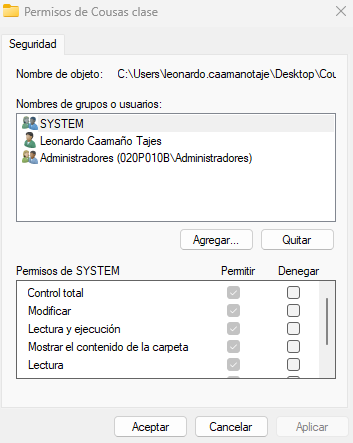 Permisos de Cousas clase
Seguridad
Nombre de objeto: C:\Users\leonardo.caamanotaje\Desktop\Cou
Nombres de grupos o usuarios:
SYSTEM
Leonardo Caamaño Tajes
Administradores (020P010B\Administradores)
Agregar... Quitar
Permisos de SYSTEM Permitir Denegar
Control total
Modificar
Lectura y ejecución
Mostrar el contenido de la carpeta
Lectura
Aceptar Cancelar Aplicar